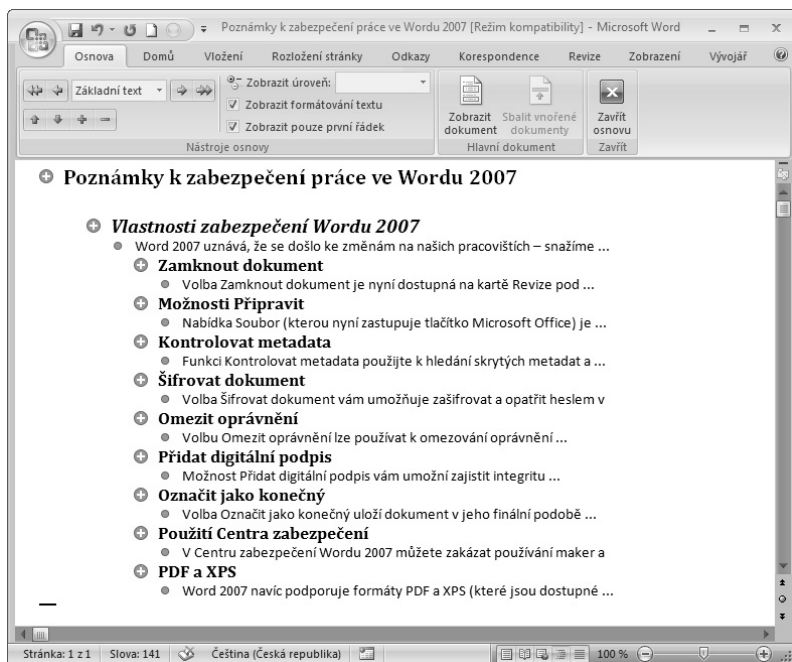 Poznámky k zabezpečení práce ve Wordu 2007 [Režim kompatibility] - Microsoft Word
Osnova Domů Vložení Rozložení stránky Odkazy Korespondence Revize Zobrazení Vývojář
Základní text
Zobrazit úroveň:
Zobrazit formátování textu
Zobrazit pouze první řádek
Zobrazit dokument
Sbalit vnořené dokumenty
Zavřít osnovu
Nástroje osnovy Hlavní dokument Zavřít
Poznámky k zabezpečení práce ve Wordu 2007
Vlastnosti zabezpečení Wordu 2007
Word 2007 uznává, že se došlo ke změnám na našich pracovištích – snažíme ...
Zamknout dokument
Volba Zamknout dokument je nyní dostupná na kartě Revize pod ...
Možnosti Připravit
Nabídka Soubor (kterou nyní zastupuje tlačítko Microsoft Office) je ...
Kontrolovat metadata
Funkci Kontrolovat metadata použijte k hledání skrytých metadat a ...
Šifrovat dokument
Volba Šifrovat dokument vám umožňuje zašifrovat a opatřit heslem v
Omezit oprávnění
Volbu Omezit oprávnění lze používat k omezování oprávnění ...
Přidat digitální podpis
Možnost Přidat digitální podpis vám umožní zajistit integritu ...
Označit jako konečný
Volba Označit jako konečný uloží dokument v jeho finální podobě ...
Použití Centra zabezpečení
V Centru zabezpečení Wordu 2007 můžete zakázat používání maker a
PDF a XPS
Word 2007 navíc podporuje formáty PDF a XPS (které jsou dostupné ...
Stránka: 1 z 1 Slova: 141 Čeština (Česká republika) 100 %